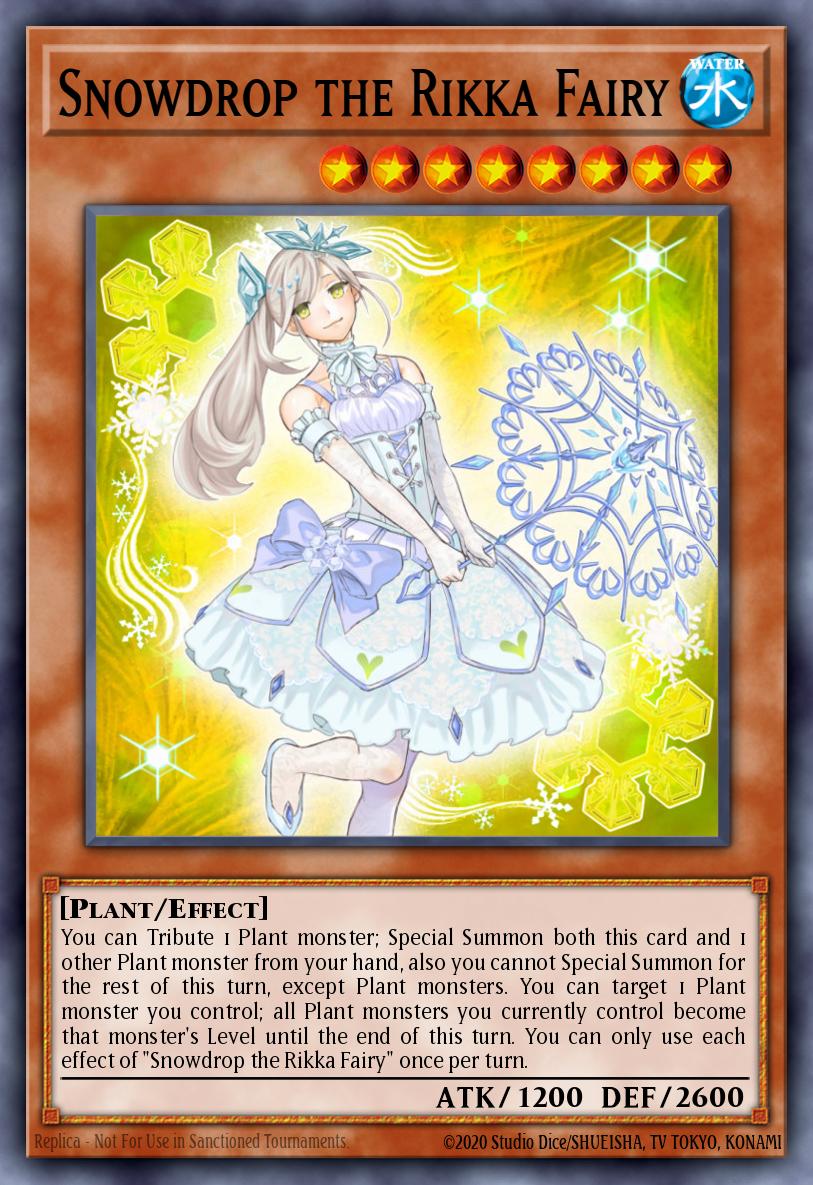 Snowdrop the Rikka Fairy
WATER
水
[Plant/Effect]
You can Tribute 1 Plant monster; Special Summon both this card and 1
other Plant monster from your hand, also you cannot Special Summon for
the rest of this turn, except Plant monsters. You can target 1 Plant
monster you control; all Plant monsters you currently control become
that monster's Level until the end of this turn. You can only use each
effect of "Snowdrop the Rikka Fairy" once per turn.
ATK/1200 DEF/2600
Replica - Not For Use in Sanctioned Tournaments.
©2020 Studio Dice/SHUEISHA, TV TOKYO, KONAMI